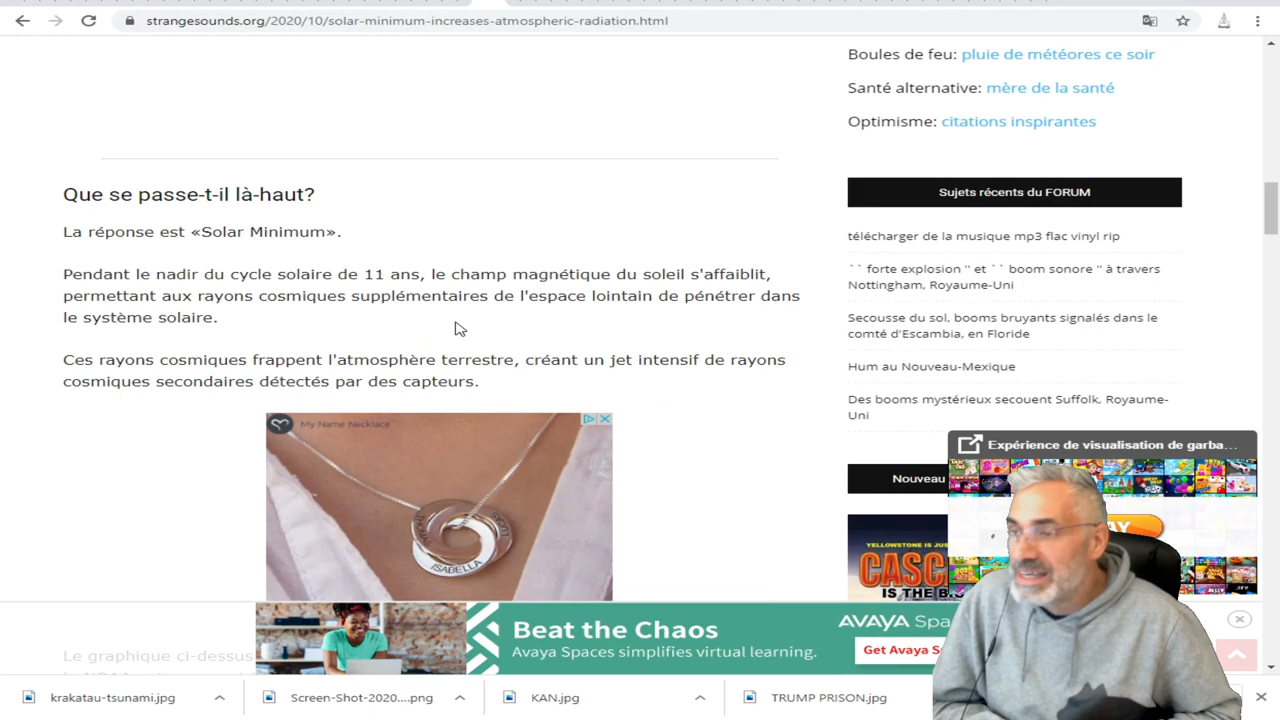 strangesounds.org/2020/10/solar-minimum-increases-atmospheric-radiation.html
Boules de feu: pluie de météores ce soir
Santé alternative: mère de la santé
Optimisme: citations inspirantes
Que se passe-t-il là-haut?
La réponse est «Solar Minimum».
Pendant le nadir du cycle solaire de 11 ans, le champ magnétique du soleil s'affaiblit,
permettant aux rayons cosmiques supplémentaires de l'espace lointain de pénétrer dans
le système solaire.
Ces rayons cosmiques frappent l'atmosphère terrestre, créant un jet intensif de rayons
cosmiques secondaires détectés par des capteurs.
My Name Necklace
ISABELLA
Le graphique ci-dessus
Sujets récents du FORUM
télécharger de la musique mp3 flac vinyl rip
`` forte explosion '' et `` boom sonore '' à travers
Nottingham, Royaume-Uni
Secousse du sol, booms bruyants signalés dans le
comté d'Escambia, en Floride
Hum au Nouveau-Mexique
Des booms mystérieux secouent Suffolk, Royaume-
Uni
Expérience de visualisation de garba...
Nouveau
YELLOWSTONE IS JUS
CASC
IS THE B
Beat the Chaos
Avaya Spaces simplifies virtual learning.
AVAYA Spa
Get Avaya S
krakatau-tsunami.jpg
Screen-Shot-2020....png
KAN.jpg
TRUMP PRISON.jpg